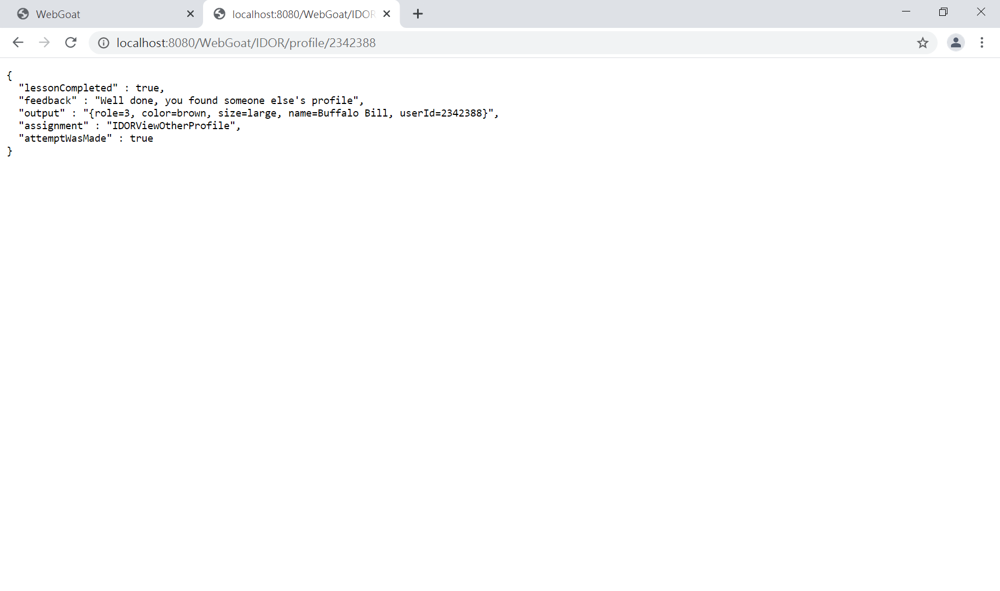 WebGoat
localhost:8080/WebGoat/IDOR
localhost:8080/WebGoat/IDOR/profile/2342388
{
  "lessonCompleted" : true,
  "feedback" : "Well done, you found someone else's profile",
  "output" : "{role=3, color=brown, size=large, name=Buffalo Bill, userId=2342388}",
  "assignment" : "IDORViewOtherProfile",
  "attemptWasMade" : true
}